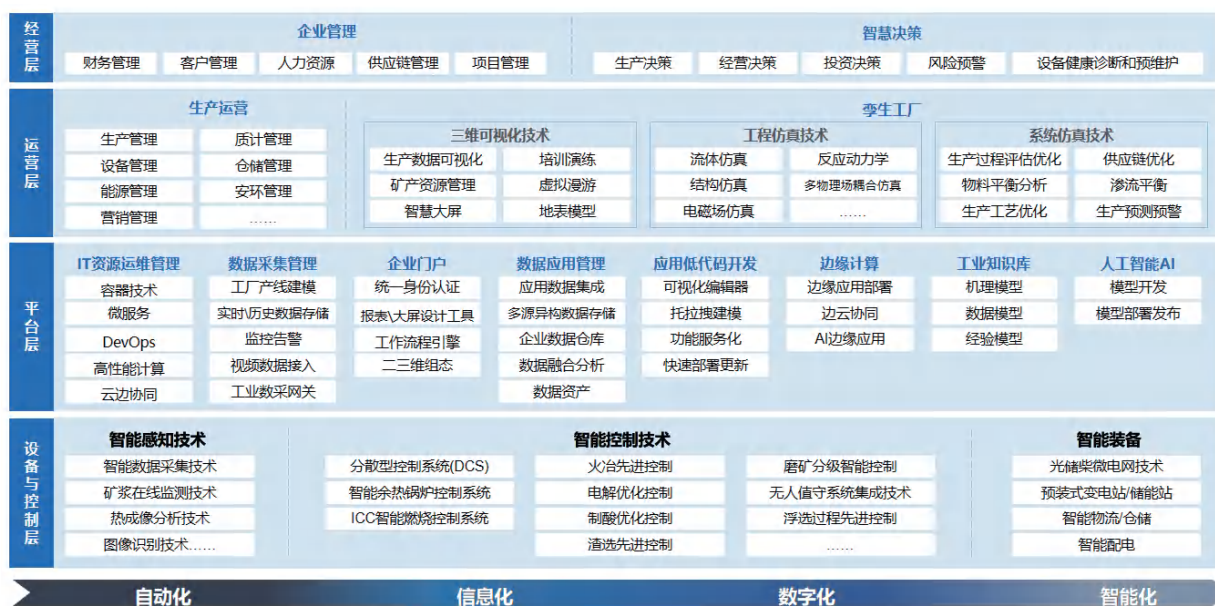 经营层
企业管理
智慧决策
财务管理 客户管理 人力资源 供应链管理 项目管理 生产决策 经营决策 投资决策 风险预警 设备健康诊断和预维护
运营层
生产运营
孪生工厂
生产管理 质计管理
设备管理 仓储管理
能源管理 安环管理
营销管理 ……
三维可视化技术
生产数据可视化 培训演练
矿产资源管理 虚拟漫游
智慧大屏 地表模型
工程仿真技术
流体仿真 反应动力学
结构仿真 多物理场耦合仿真
电磁场仿真 ……
系统仿真技术
生产过程评估优化 供应链优化
物料平衡分析 渗流平衡
生产工艺优化 生产预测预警
平台层
IT资源运维管理
容器技术
微服务
DevOps
高性能计算
云边协同
数据采集管理
工厂产线建模
实时\历史数据存储
监控告警
视频数据接入
工业数采网关
企业门户
统一身份认证
报表\大屏设计工具
工作流程引擎
二三维组态
数据应用管理
应用数据集成
多源异构数据存储
企业数据仓库
数据融合分析
数据资产
应用低代码开发
可视化编辑器
托拉拽建模
功能服务化
快速部署更新
边缘计算
边缘应用部署
边云协同
AI边缘应用
工业知识库
机理模型
数据模型
经验模型
人工智能AI
模型开发
模型部署发布
设备与控制层
智能感知技术
智能数据采集技术
矿浆在线监测技术
热成像分析技术
图像识别技术……
智能控制技术
分散型控制系统(DCS) 火冶先进控制 磨矿分级智能控制
智能余热锅炉控制系统 电解优化控制 无人值守系统集成技术
ICC智能燃烧控制系统 制酸优化控制 浮选过程先进控制
渣选先进控制 ……
智能装备
光储柴微电网技术
预装式变电站/储能站
智能物流/仓储
智能配电
自动化 信息化 数字化 智能化